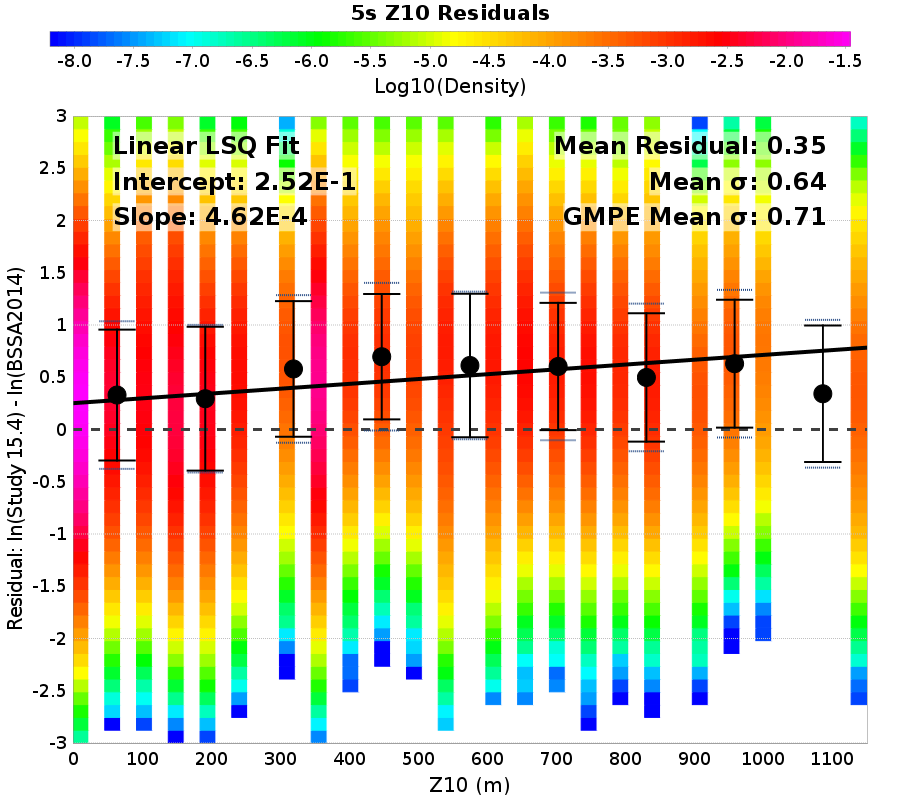 5s Z10 Residuals
-8.0 -7.5 -7.0 -6.5 -6.0 -5.5 -5.0 -4.5 -4.0 -3.5 -3.0 -2.5 -2.0 -1.5
Log10(Density)
Linear LSQ Fit
Intercept: 2.52E-1
Slope: 4.62E-4
Mean Residual: 0.35
Mean σ: 0.64
GMPE Mean σ: 0.71
Residual: ln(Study 15.4) - ln(BSSA2014)
3
2.5
2
1.5
1
0.5
0
-0.5
-1
-1.5
-2
-2.5
-3
0 100 200 300 400 500 600 700 800 900 1000 1100
Z10 (m)